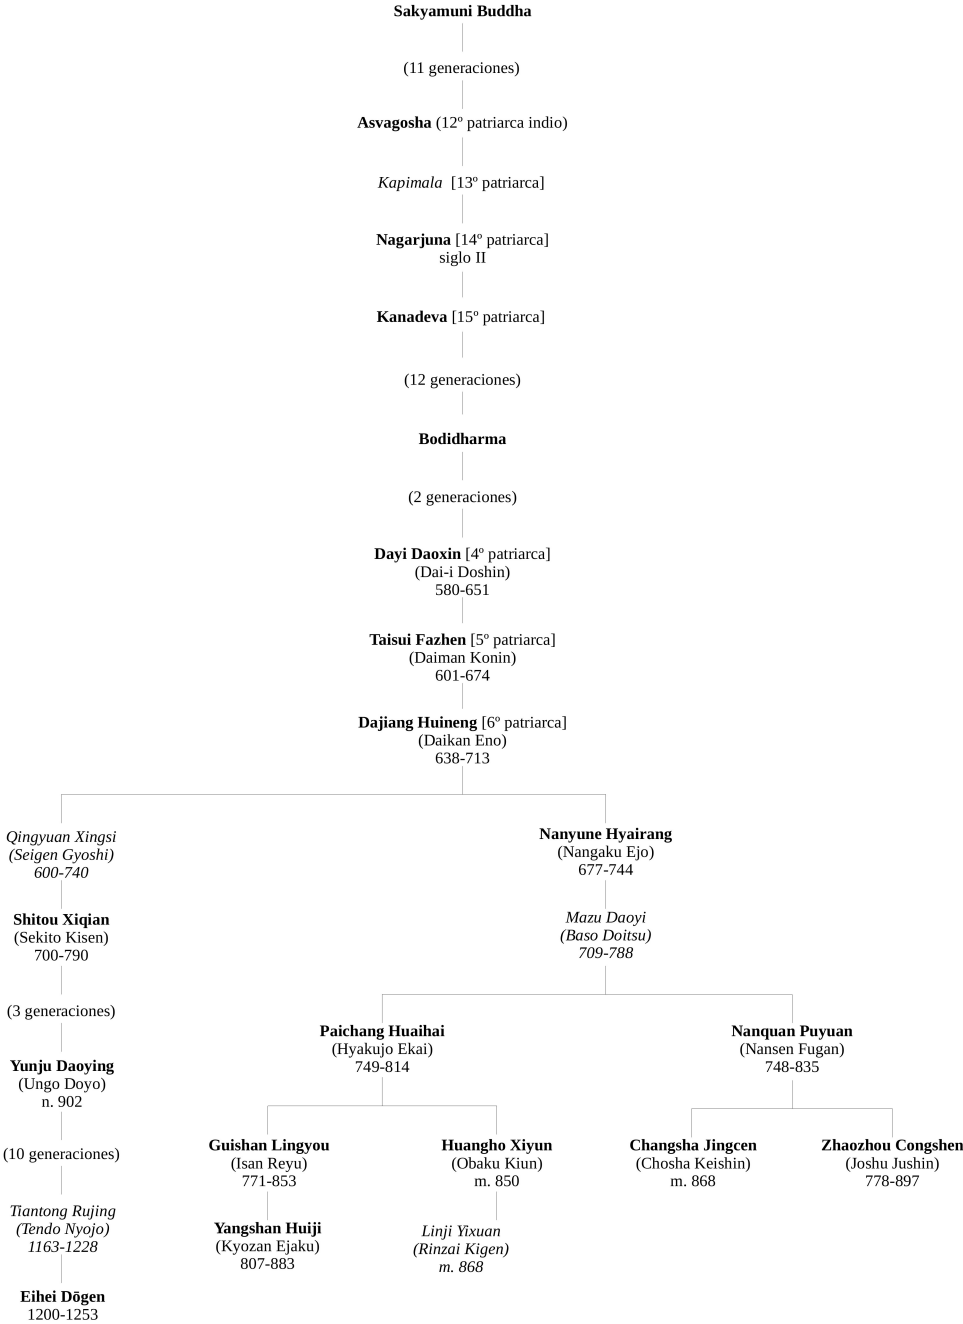 Sakyamuni Buddha
(11 generaciones)
Asvagosha (12º patriarca indio)
Kapimala [13º patriarca]
Nagarjuna [14º patriarca]
siglo II
Kanadeva [15º patriarca]
(12 generaciones)
Bodidharma
(2 generaciones)
Dayi Daoxin [4º patriarca]
(Dai-i Doshin)
580-651
Taisui Fazhen [5º patriarca]
(Daiman Konin)
601-674
Dajiang Huineng [6º patriarca]
(Daikan Eno)
638-713
Qingyuan Xingsi
(Seigen Gyoshi)
600-740
Nanyune Hyairang
(Nangaku Ejo)
677-744
Shitou Xiqian
(Sekito Kisen)
700-790
Mazu Daoyi
(Baso Doitsu)
709-788
(3 generaciones)
Paichang Huaihai
(Hyakujo Ekai)
749-814
Nanquan Puyuan
(Nansen Fugan)
748-835
Yunju Daoying
(Ungo Doyo)
n. 902
(10 generaciones)
Guishan Lingyou
(Isan Reyu)
771-853
Huangho Xiyun
(Obaku Kiun)
m. 850
Changsha Jingcen
(Chosha Keishin)
m. 868
Zhaozhou Congshen
(Joshu Jushin)
778-897
Tiantong Rujing
(Tendo Nyojo)
1163-1228
Yangshan Huiji
(Kyozan Ejaku)
807-883
Linji Yixuan
(Rinzai Kigen)
m. 868
Eihei Dōgen
1200-1253